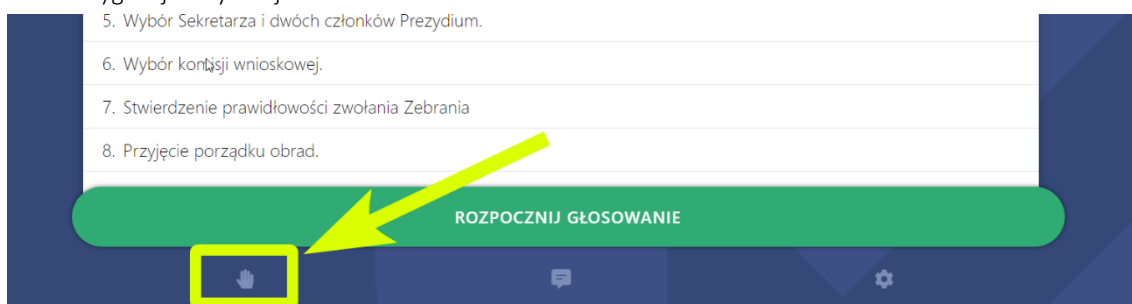 5. Wybór Sekretarza i dwóch członków Prezydium.
6. Wybór komisji wnioskowej.
7. Stwierdzenie prawidłowości zwołania Zebrania
8. Przyjęcie porządku obrad.
ROZPOCZNIJ GŁOSOWANIE